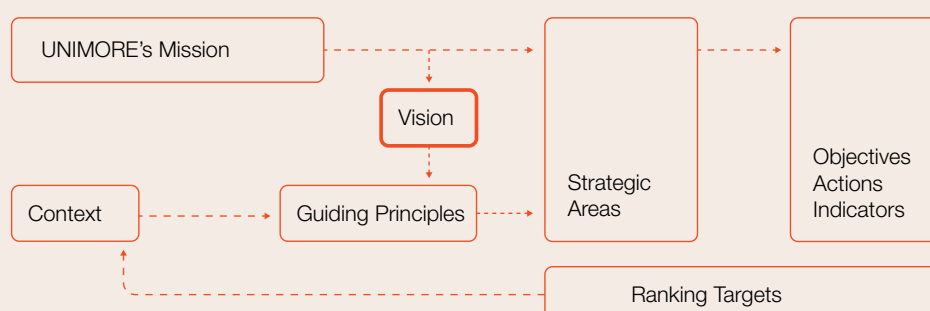 UNIMORE's Mission
Vision
Context
Guiding Principles
Strategic
Areas
Objectives
Actions
Indicators
Ranking Targets